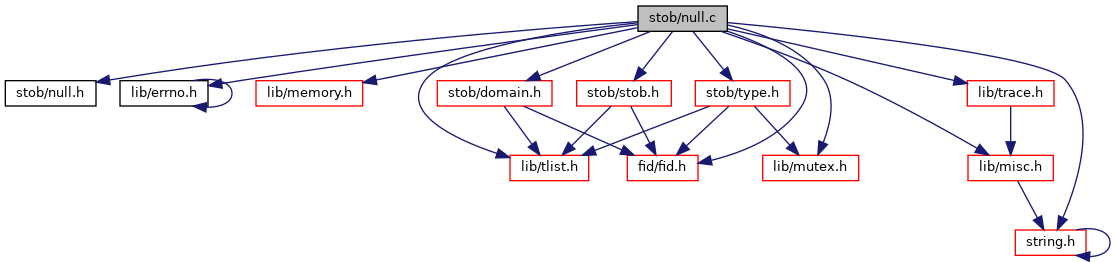 stob/null.c
stob/null.h
lib/errno.h
lib/memory.h
stob/domain.h
stob/stob.h
stob/type.h
lib/trace.h
lib/tlist.h
fid/fid.h
lib/mutex.h
lib/misc.h
string.h